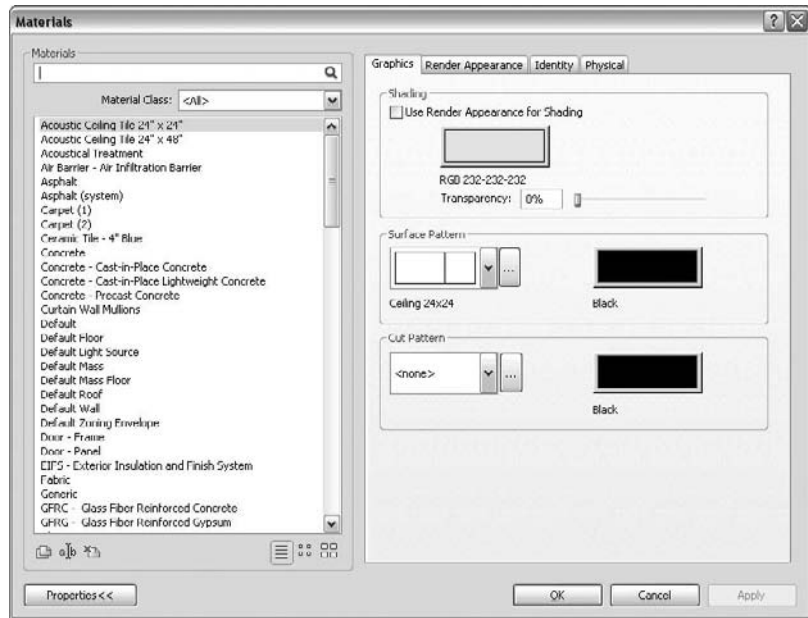 Materials
Materials
Material Class: <All>
Acoustic Ceiling Tile 24" x 24"
Acoustic Ceiling Tile 24" x 48"
Acoustical Treatment
Air Barrier - Air Infiltration Barrier
Asphalt
Asphalt (system)
Carpet (1)
Carpet (2)
Ceramic Tile - 4" Blue
Concrete
Concrete - Cast-in-Place Concrete
Concrete - Cast-in-Place Lightweight Concrete
Concrete - Precast Concrete
Curtain Wall Mullions
Default
Default Floor
Default Light Source
Default Mass
Default Mass Floor
Default Roof
Default Wall
Default Zoning Envelope
Door - Frame
Door - Panel
EIFS - Exterior Insulation and Finish System
Fabric
Generic
GFRC - Glass Fiber Reinforced Concrete
GFRG - Glass Fiber Reinforced Gypsum
Properties<<
Graphics Render Appearance Identity Physical
Shading
Use Render Appearance for Shading
RGB 232-232-232
Transparency: 0%
Surface Pattern
...
Ceiling 24x24 Black
Cut Pattern
<none> ...
Black
OK Cancel Apply